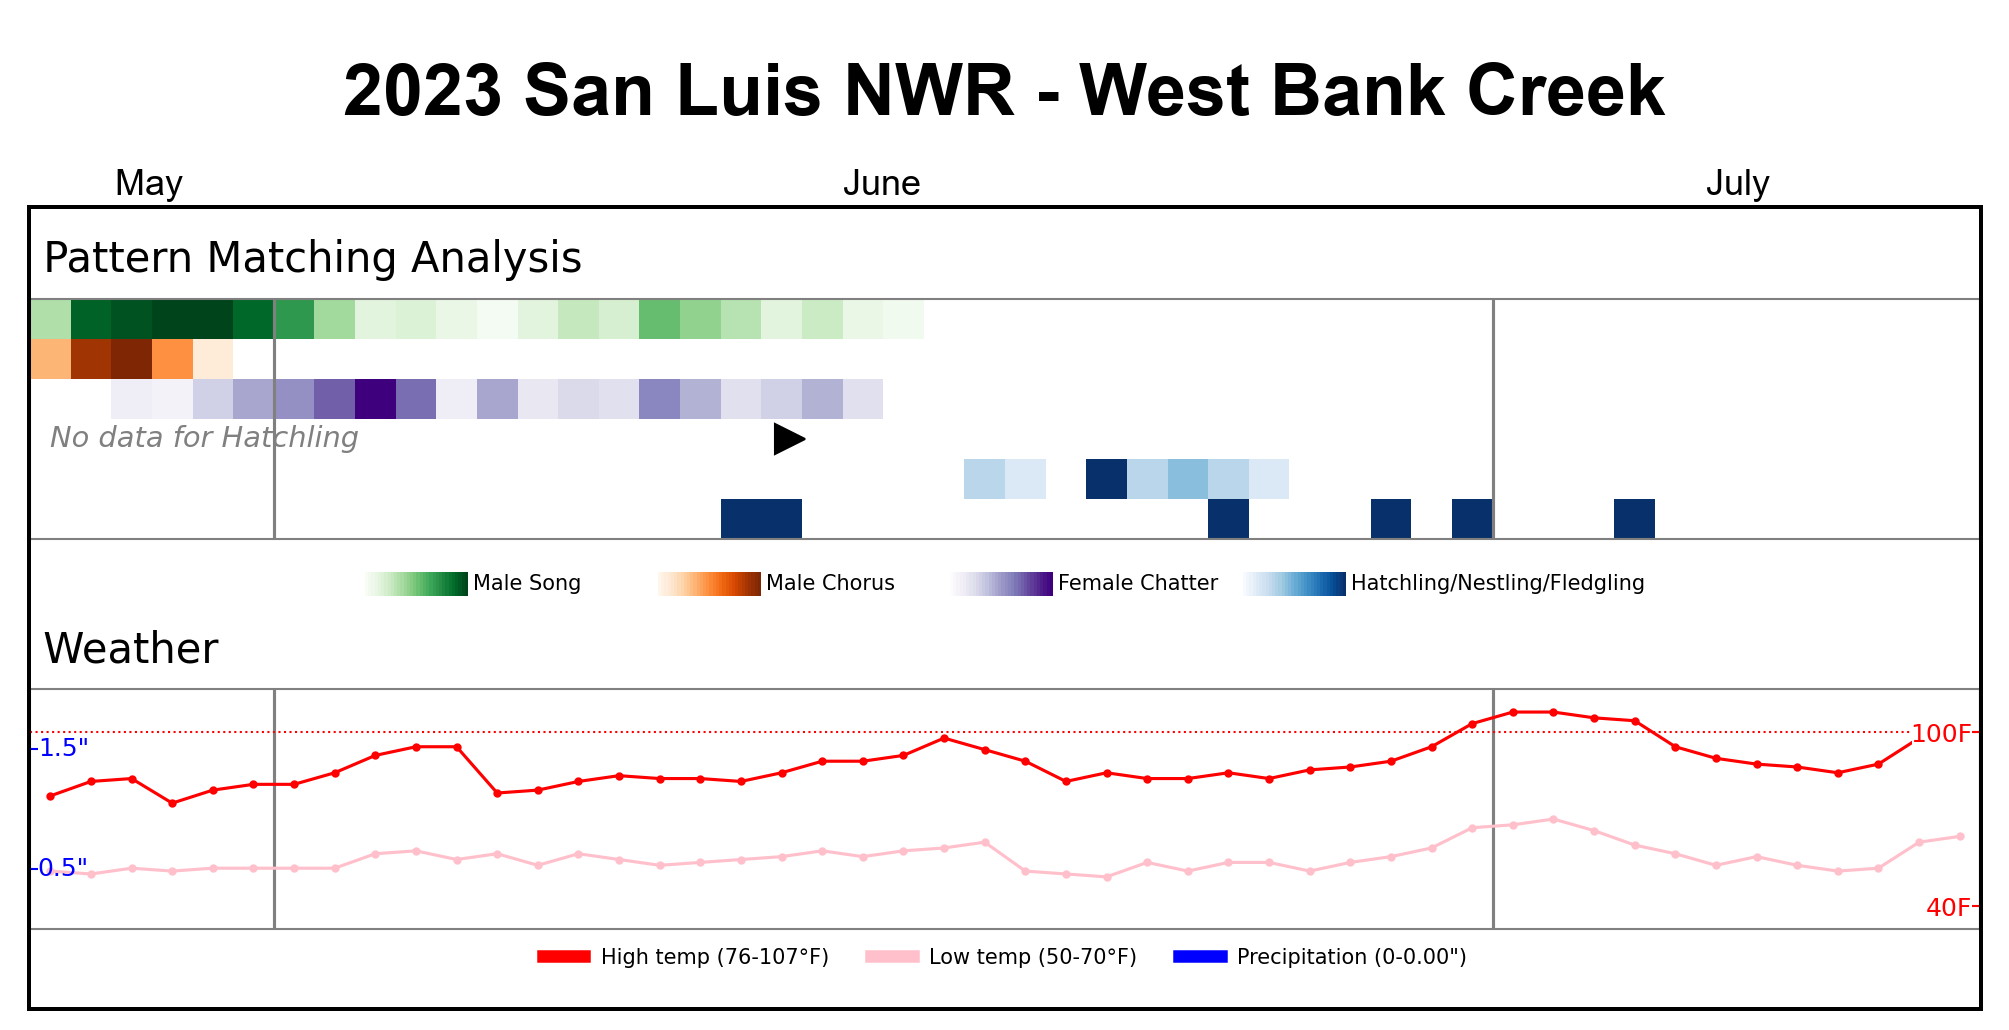 2023 San Luis NWR - West Bank Creek
May June July
Pattern Matching Analysis
No data for Hatchling
Male Song Male Chorus Female Chatter Hatchling/Nestling/Fledgling
Weather
1.5" 100F
0.5" 40F
High temp (76-107°F) Low temp (50-70°F) Precipitation (0-0.00")